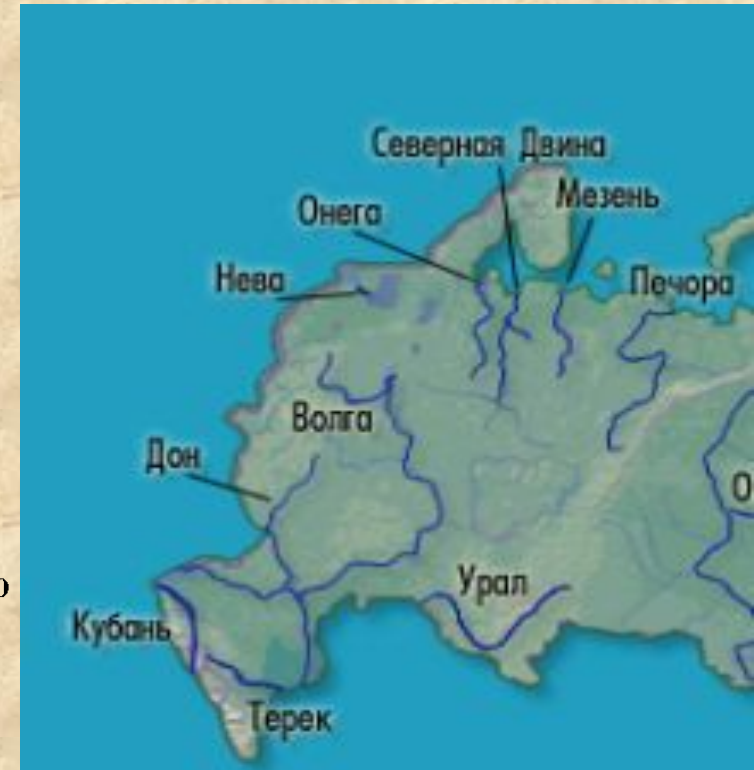 Северная Двина
Мезень
Онега
Нева
Печора
Волга
Дон
О
Урал
Кубань
Терек